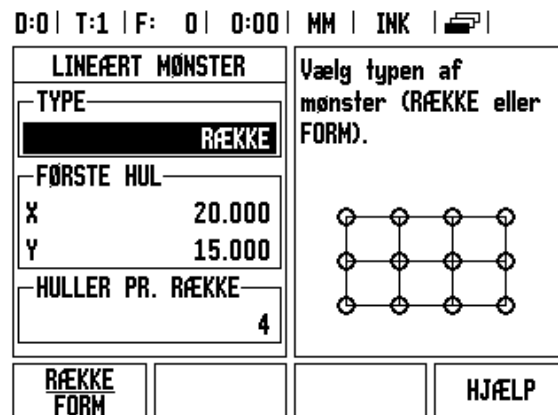 D:0| T:1 |F: 0| 0:00| MM | INK |
LINEÆRT MØNSTER
TYPE
RÆKKE
FØRSTE HUL
X 20.000
Y 15.000
HULLER PR. RÆKKE
4
Vælg typen af
mønster (RÆKKE eller
FORM).
RÆKKE
FORM
HJÆLP